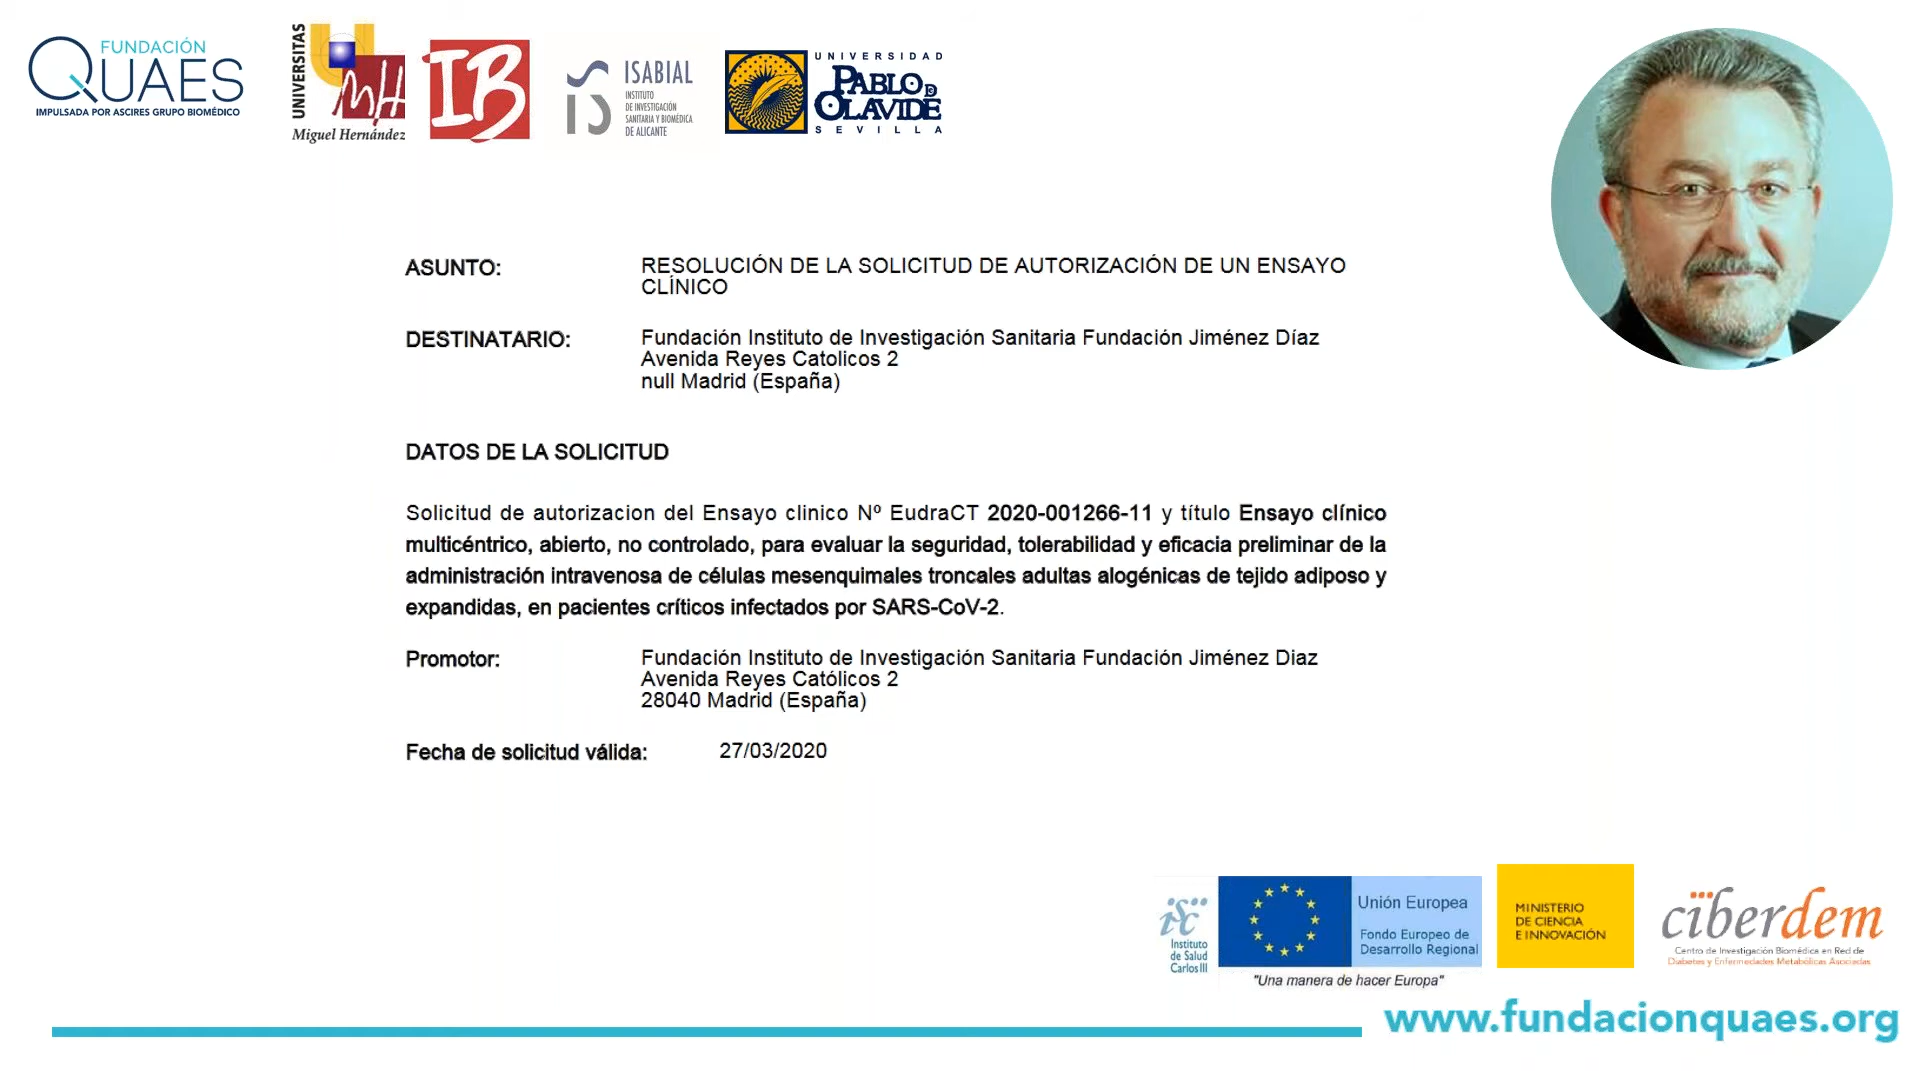 FUNDACIÓN
QUAES
IMPULSADA POR ASCIRES GRUPO BIOMÉDICO
UNIVERSITAS
Miguel Hernández
IB
ISABIAL
INSTITUTO
DE INVESTIGACIÓN
SANITARIA Y BIOMÉDICA
DE ALICANTE
UNIVERSIDAD
PABLO DE
OLAVIDE
SEVILLA
ASUNTO: RESOLUCIÓN DE LA SOLICITUD DE AUTORIZACIÓN DE UN ENSAYO
CLÍNICO
DESTINATARIO: Fundación Instituto de Investigación Sanitaria Fundación Jiménez Díaz
Avenida Reyes Catolicos 2
null Madrid (España)
DATOS DE LA SOLICITUD
Solicitud de autorizacion del Ensayo clinico Nº EudraCT 2020-001266-11 y título Ensayo clínico
multicéntrico, abierto, no controlado, para evaluar la seguridad, tolerabilidad y eficacia preliminar de la
administración intravenosa de células mesenquimales troncales adultas alogénicas de tejido adiposo y
expandidas, en pacientes críticos infectados por SARS-CoV-2.
Promotor: Fundación Instituto de Investigación Sanitaria Fundación Jiménez Diaz
Avenida Reyes Católicos 2
28040 Madrid (España)
Fecha de solicitud válida: 27/03/2020
isc
Instituto
de Salud
Carlos III
Unión Europea
Fondo Europeo de
Desarrollo Regional
"Una manera de hacer Europa"
MINISTERIO
DE CIENCIA
E INNOVACIÓN
ciberdem
Centro de Investigación Biomédica en Red de
Diabetes y Enfermedades Metabólicas Asociadas
www.fundacionquaes.org